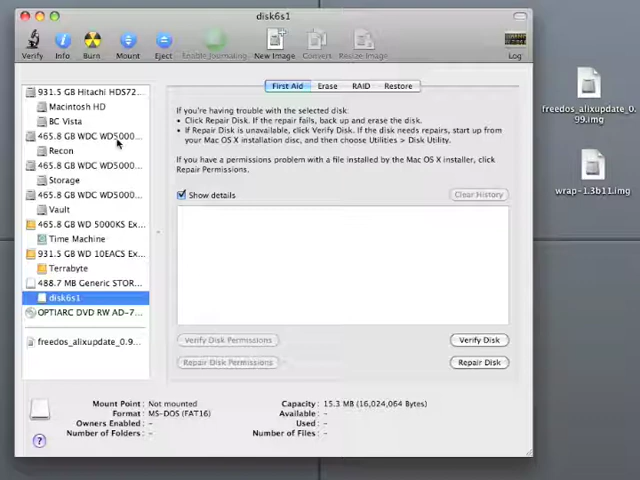 disk6s1
Verify
Info
Burn
Mount
Eject
Enable Journaling
New Image
Convert
Resize Image
Log
931.5 GB Hitachi HDS72...
Macintosh HD
BC Vista
465.8 GB WDC WD5000...
Recon
465.8 GB WDC WD5000...
Storage
465.8 GB WDC WD5000...
Vault
465.8 GB WD 5000KS Ex...
Time Machine
931.5 GB WD 10EACS Ex...
Terrabyte
488.7 MB Generic STOR...
disk6s1
OPTIARC DVD RW AD-7...
freedos_alixupdate_0.9...
First Aid
Erase
RAID
Restore
If you're having trouble with the selected disk:
• Click Repair Disk. If the repair fails, back up and erase the disk.
• If Repair Disk is unavailable, click Verify Disk. If the disk needs repairs, start up from
your Mac OS X installation disc, and then choose Utilities > Disk Utility.
If you have a permissions problem with a file installed by the Mac OS X installer, click
Repair Permissions.
Show details
Clear History
Verify Disk Permissions
Verify Disk
Repair Disk Permissions
Repair Disk
Mount Point : Not mounted
Format : MS-DOS (FAT16)
Owners Enabled : -
Number of Folders : -
Capacity : 15.3 MB (16,024,064 Bytes)
Available : -
Used : -
Number of Files : -
?
freedos_alixupdate_0.
99.img
wrap-1.3b11.img